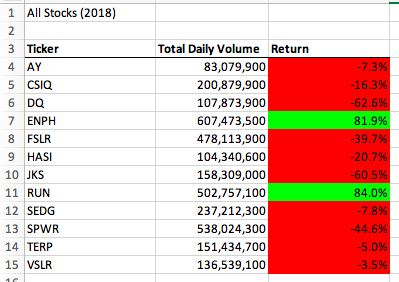 1 All Stocks (2018)
2
3 Ticker Total Daily Volume Return
4 AY 83,079,900 -7.3%
5 CSIQ 200,879,900 -16.3%
6 DQ 107,873,900 -62.6%
7 ENPH 607,473,500 81.9%
8 FSLR 478,113,900 -39.7%
9 HASI 104,340,600 -20.7%
10 JKS 158,309,000 -60.5%
11 RUN 502,757,100 84.0%
12 SEDG 237,212,300 -7.8%
13 SPWR 538,024,300 -44.6%
14 TERP 151,434,700 -5.0%
15 VSLR 136,539,100 -3.5%